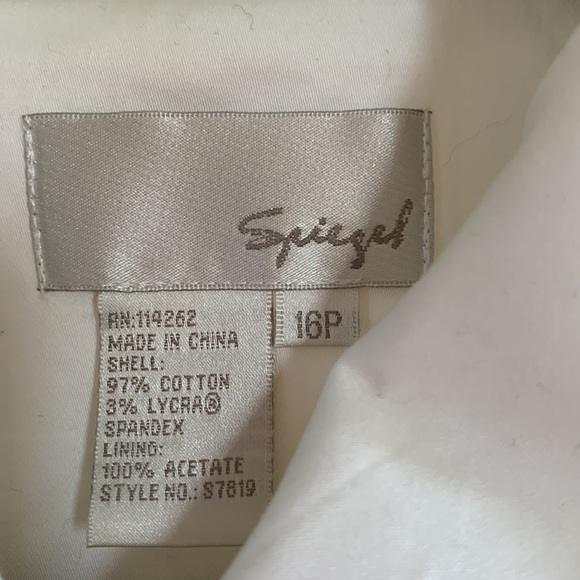 Spiegel
16P
RN:114262
MADE IN CHINA
SHELL:
97% COTTON
3% LYCRA®
SPANDEX
LINING:
100% ACETATE
STYLE NO.: S7819